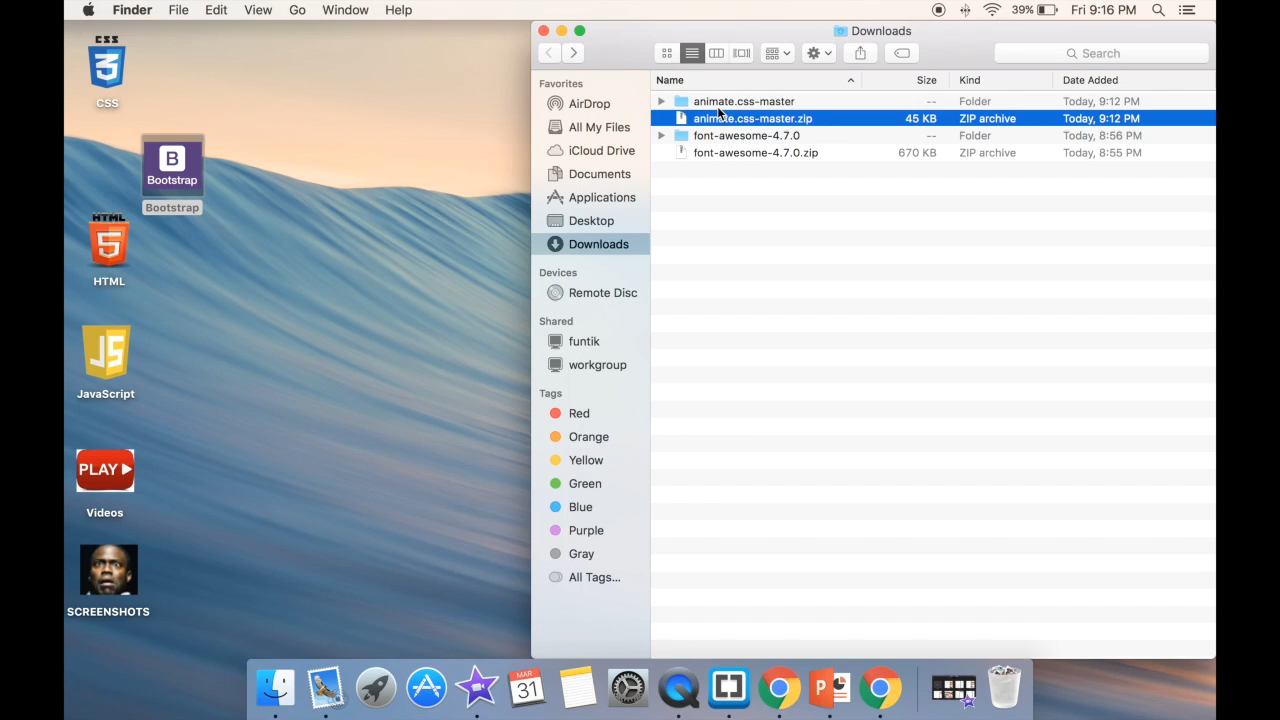 Finder File Edit View Go Window Help 39% Fri 9:16 PM
CSS
3
CSS
B
Bootstrap
Bootstrap
HTML
5
HTML
JS
JavaScript
PLAY
Videos
SCREENSHOTS
Downloads
Search
Favorites
AirDrop
All My Files
iCloud Drive
Documents
Applications
Desktop
Downloads
Devices
Remote Disc
Shared
funtik
workgroup
Tags
Red
Orange
Yellow
Green
Blue
Purple
Gray
All Tags...
Name Size Kind Date Added
animate.css-master -- Folder Today, 9:12 PM
animate.css-master.zip 45 KB ZIP archive Today, 9:12 PM
font-awesome-4.7.0 -- Folder Today, 8:56 PM
font-awesome-4.7.0.zip 670 KB ZIP archive Today, 8:55 PM
MAR
31
P